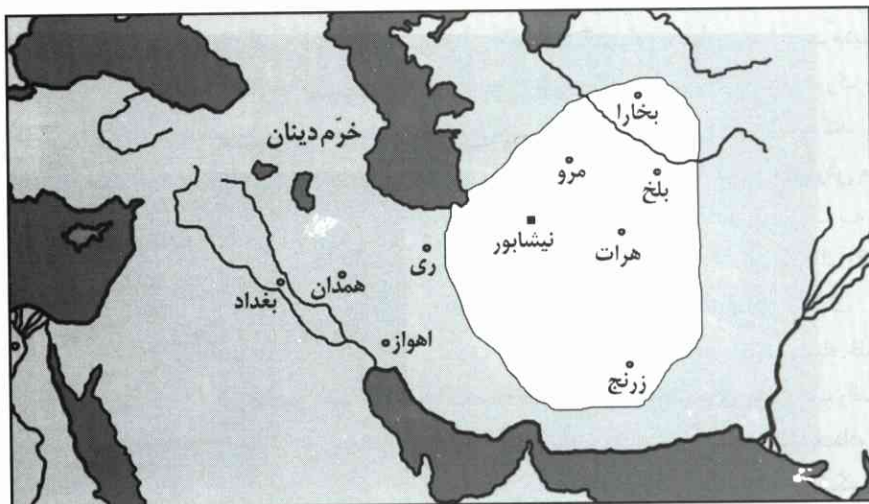 بخارا
خرّم دینان
مرو
بلخ
نیشابور
هرات
ری
همدان
بغداد
اهواز
زرنج